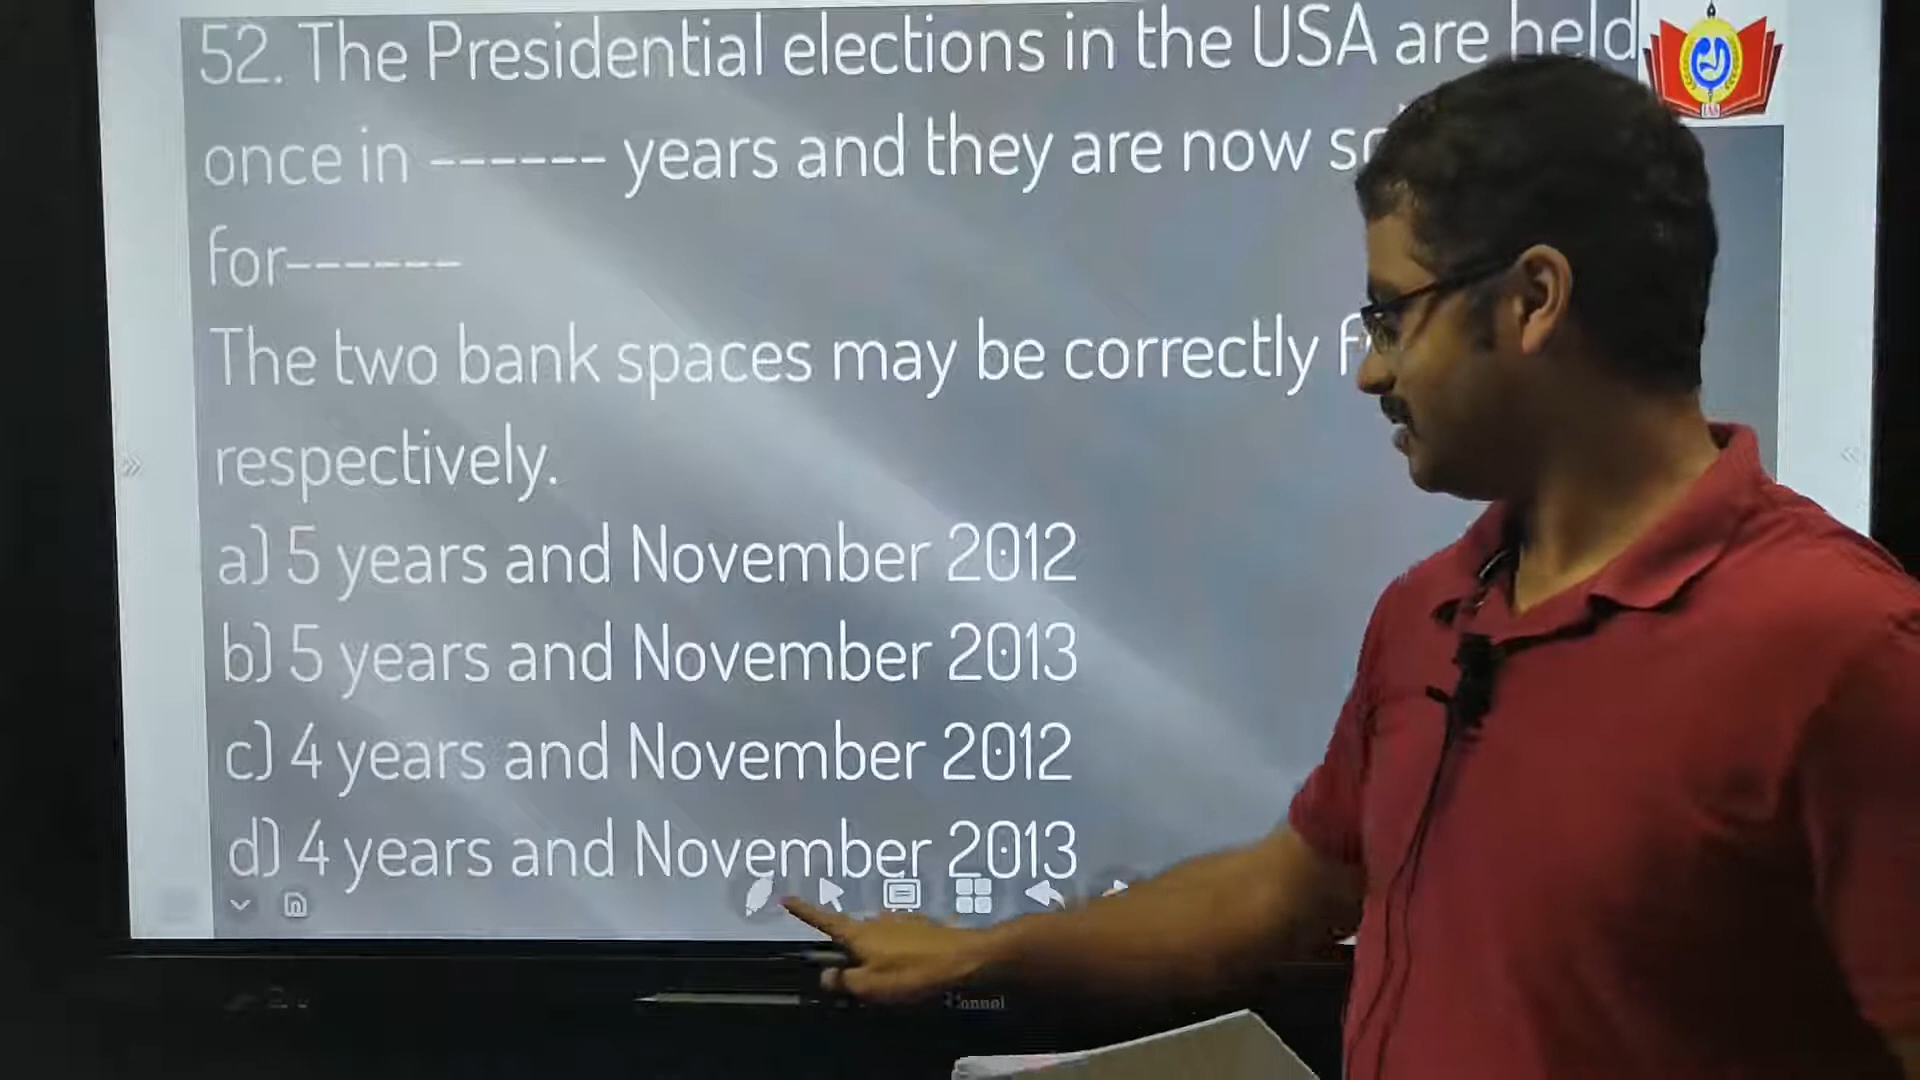 52. The Presidential elections in the USA are held
once in ------ years and they are now
for------
The two bank spaces may be correctly
respectively.
a) 5 years and November 2012
b) 5 years and November 2013
c) 4 years and November 2012
d) 4 years and November 2013